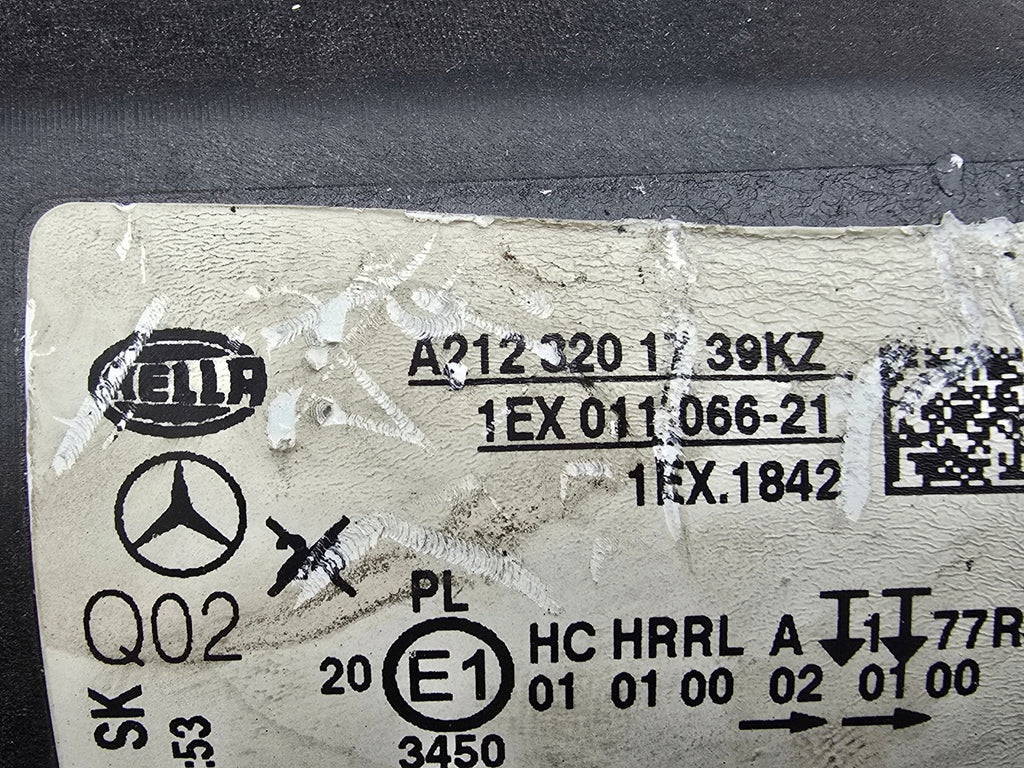 HELLA
A212 320 17 39KZ
1EX 011 066-21
1EX.1842
Q02
PL
20 E1 HC HRRL A 1 77R
01 01 00 02 01 00
3450
SK
:53